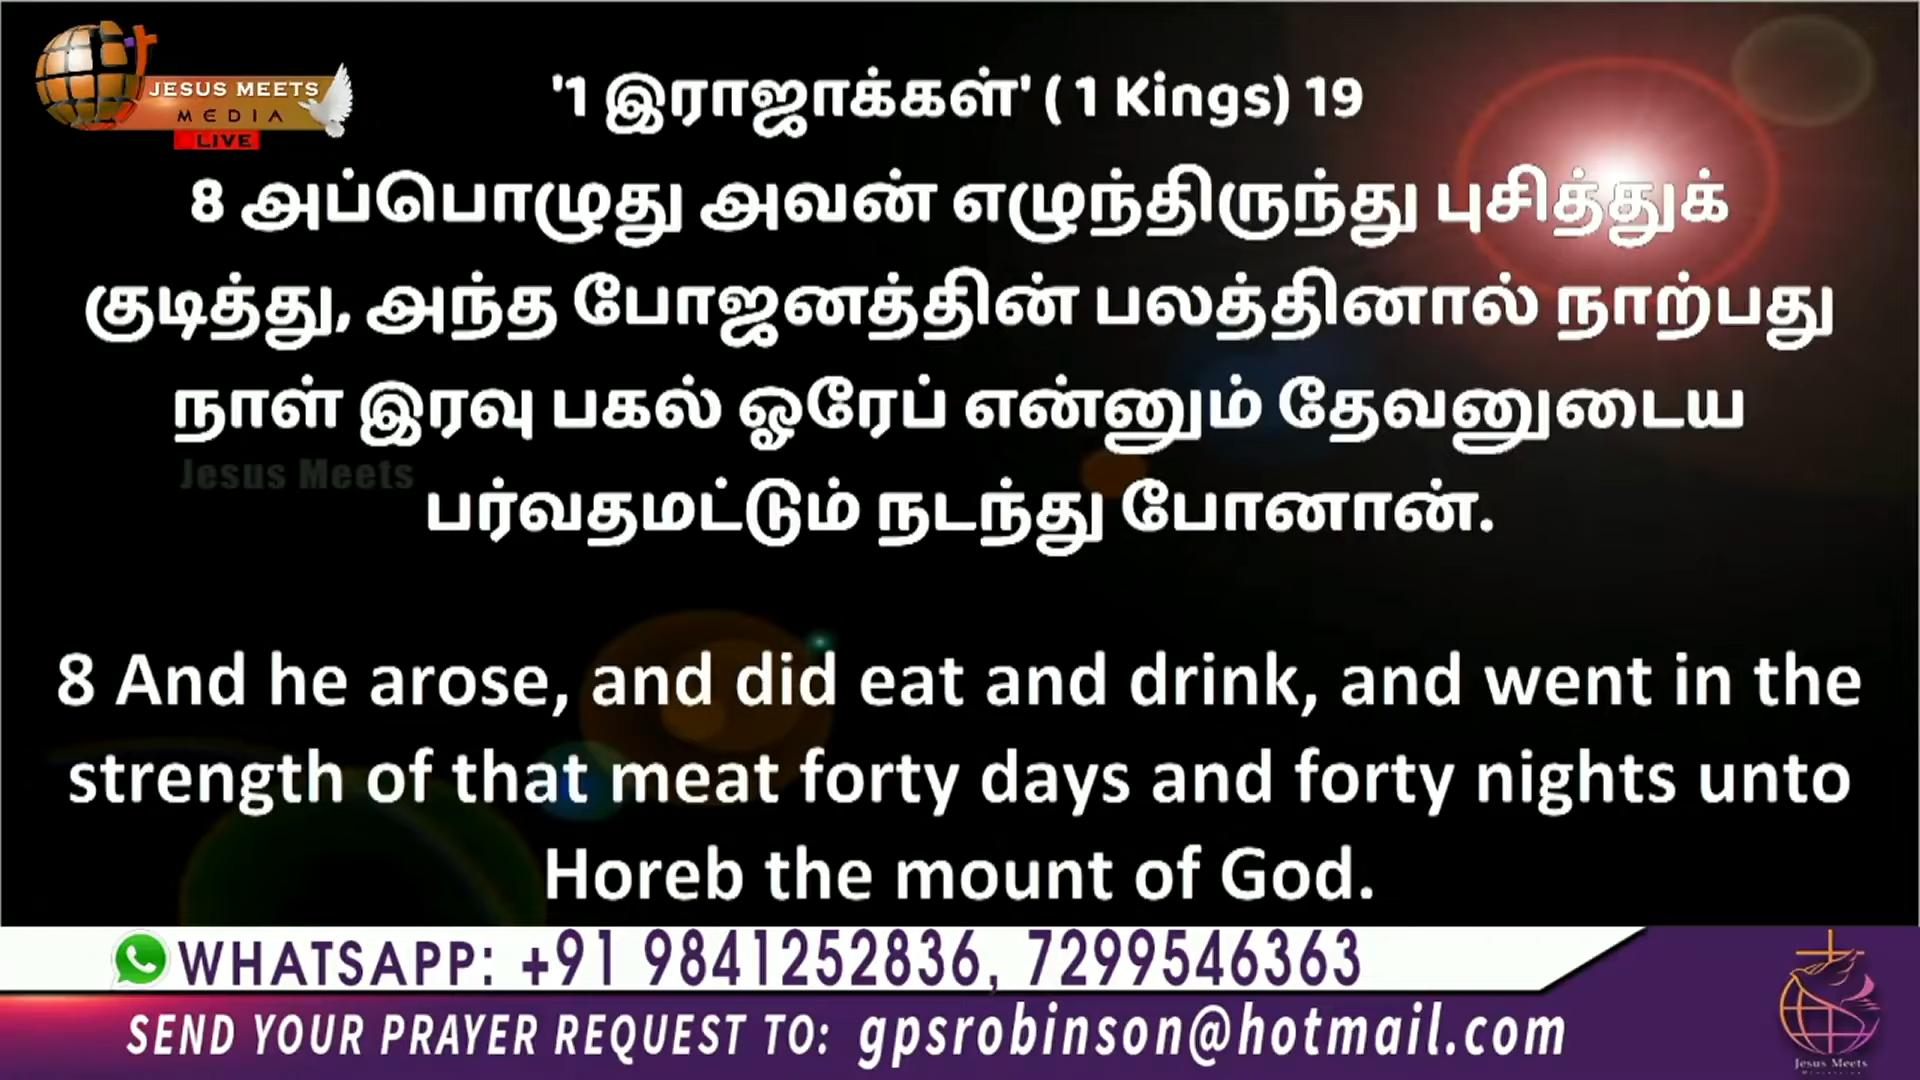 JESUS MEETS
MEDIA
LIVE
'1 இராஜாக்கள்' ( 1 Kings) 19
8 அப்பொழுது அவன் எழுந்திருந்து புசித்துக்
குடித்து, அந்த போஜனத்தின் பலத்தினால் நாற்பது
நாள் இரவு பகல் ஓரேப் என்னும் தேவனுடைய
Jesus Meets
பர்வதமட்டும் நடந்து போனான்.
8 And he arose, and did eat and drink, and went in the
strength of that meat forty days and forty nights unto
Horeb the mount of God.
WHATSAPP: +91 9841252836, 7299546363
SEND YOUR PRAYER REQUEST TO: gpsrobinson@hotmail.com
Jesus Meets